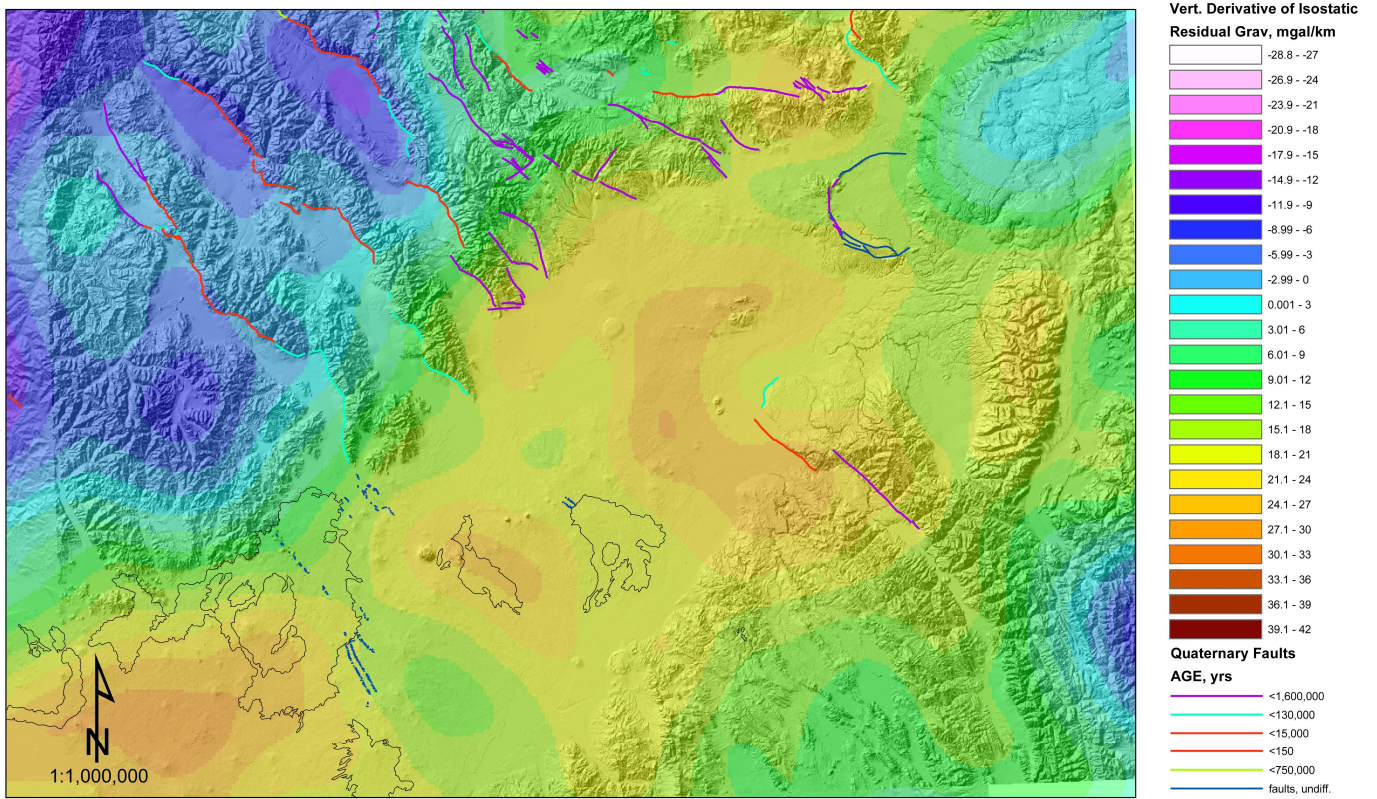 Vert. Derivative of Isostatic
Residual Grav, mgal/km
-28.8 - -27
-26.9 - -24
-23.9 - -21
-20.9 - -18
-17.9 - -15
-14.9 - -12
-11.9 - -9
-8.99 - -6
-5.99 - -3
-2.99 - 0
0.001 - 3
3.01 - 6
6.01 - 9
9.01 - 12
12.1 - 15
15.1 - 18
18.1 - 21
21.1 - 24
24.1 - 27
27.1 - 30
30.1 - 33
33.1 - 36
36.1 - 39
39.1 - 42
Quaternary Faults
AGE, yrs
<1,600,000
<130,000
<15,000
<150
<750,000
faults, undiff.
N
1:1,000,000